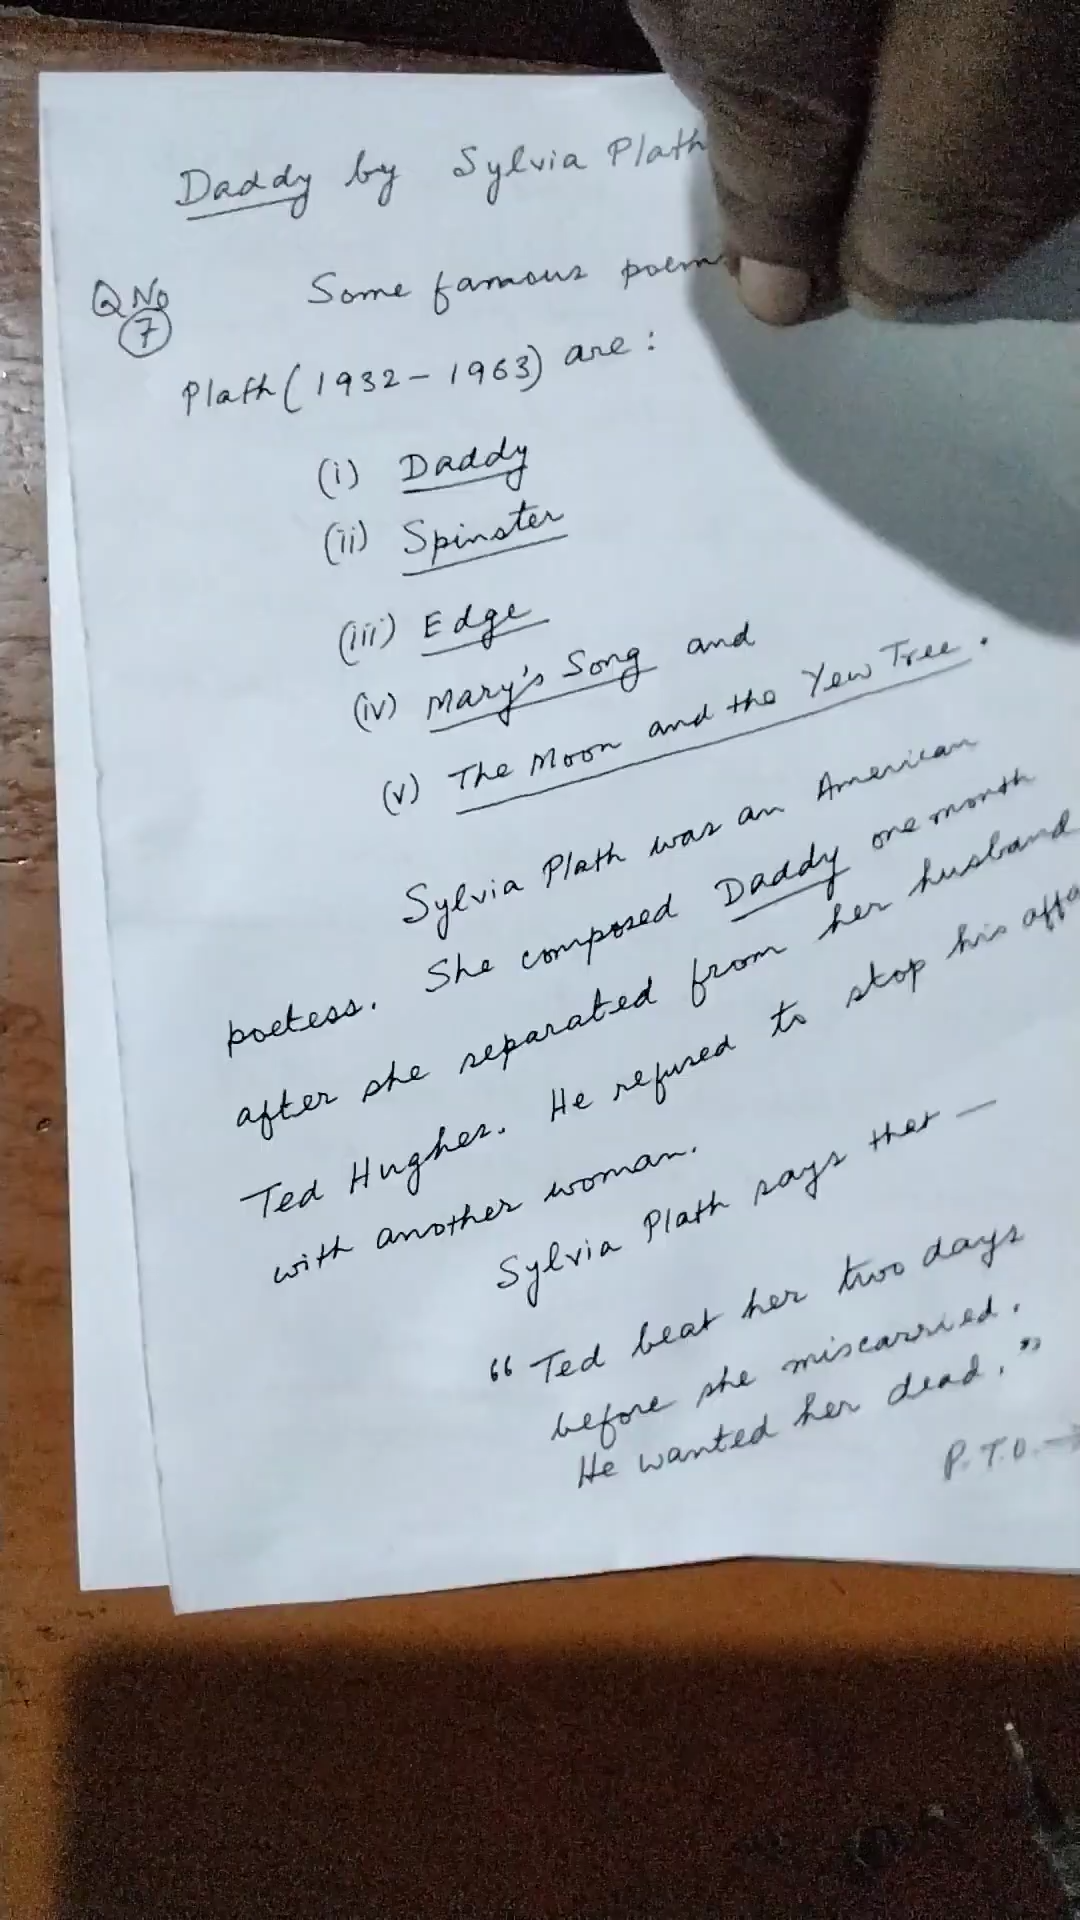 Daddy by Sylvia Plath
Q No
7
Some famous poem
Plath (1932-1963) are:
(i) Daddy
(ii) Spinster
(iii) Edge
(iv) Mary's Song and
(v) The Moon and the Yew Tree.
Sylvia Plath was an American
poetess. She composed Daddy one month
after she separated from her husband
Ted Hughes. He refused to stop his
with another woman.
Sylvia Plath says that —
"Ted beat her two days
before she miscarried.
He wanted her dead."
P.T.O. →